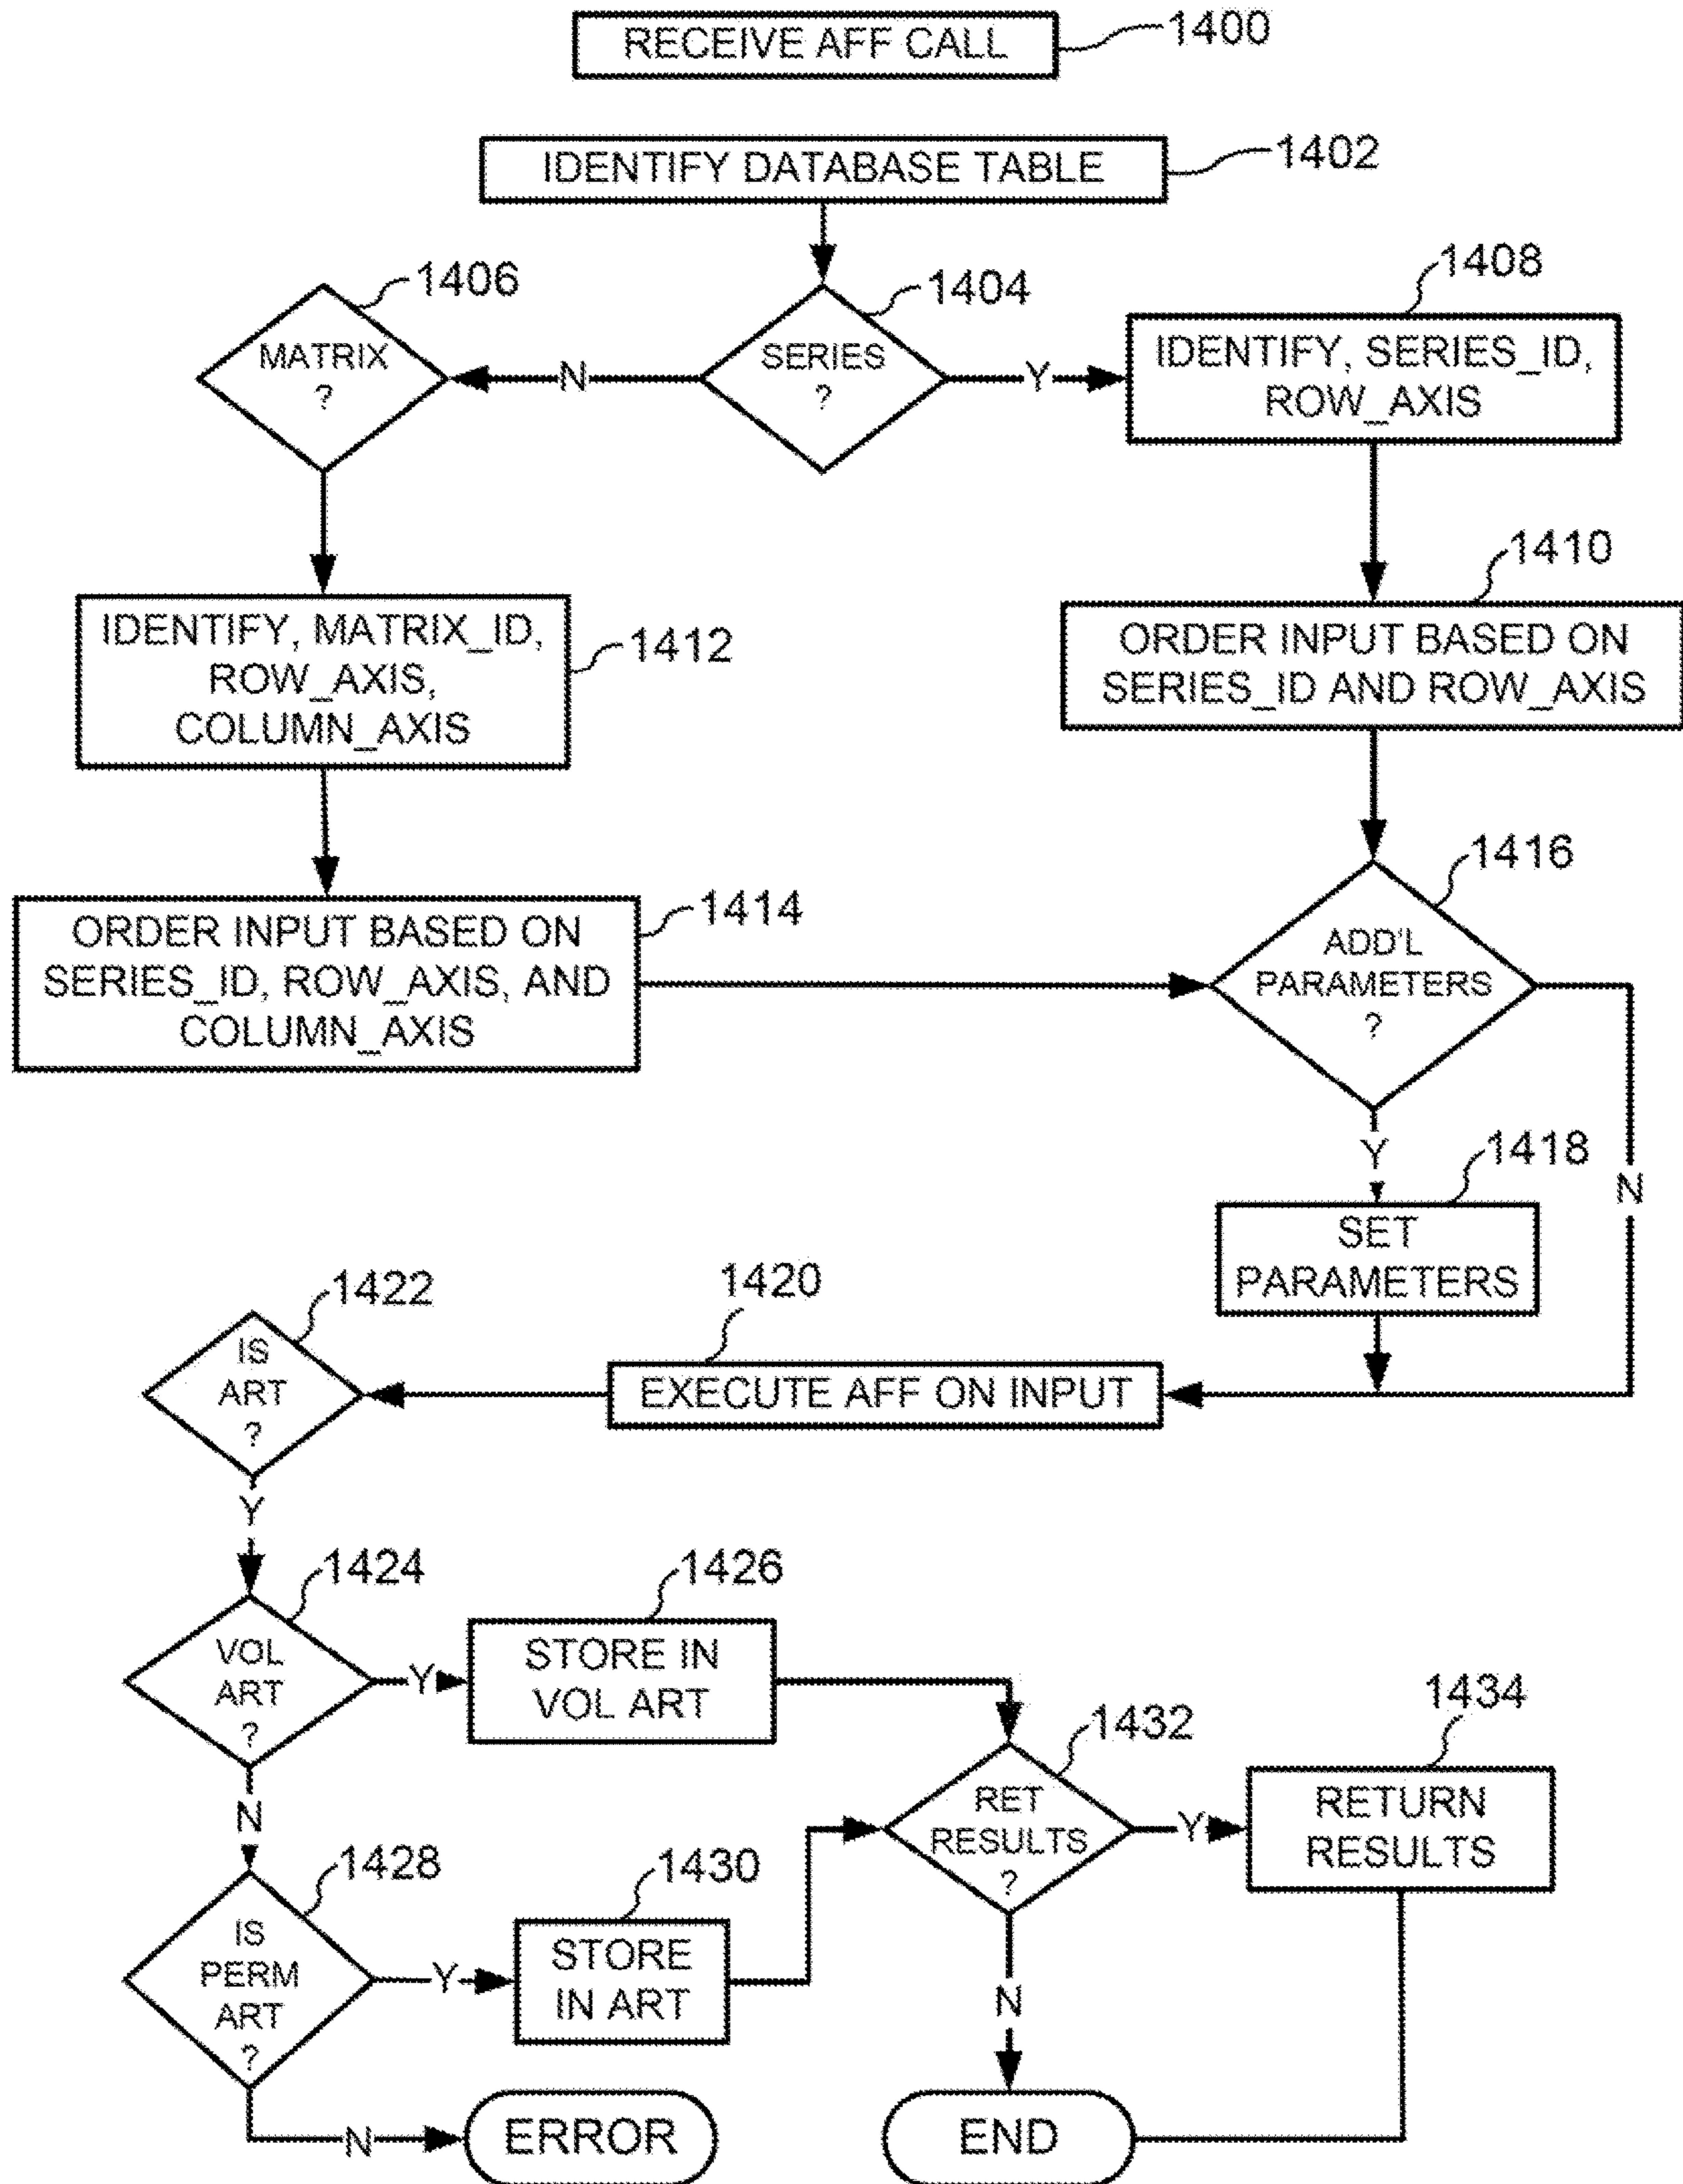 RECEIVE AFF CALL
1400
IDENTIFY DATABASE TABLE
1402
1406
MATRIX
?
N
1404
SERIES
?
Y
1408
IDENTIFY, SERIES_ID,
ROW_AXIS
1410
ORDER INPUT BASED ON
SERIES_ID AND ROW_AXIS
IDENTIFY, MATRIX_ID,
ROW_AXIS,
COLUMN_AXIS
1412
ORDER INPUT BASED ON
SERIES_ID, ROW_AXIS, AND
COLUMN_AXIS
1414
1416
ADD'L
PARAMETERS
?
Y
N
1418
SET
PARAMETERS
1420
EXECUTE AFF ON INPUT
1422
IS
ART
?
Y
1424
VOL
ART
?
Y
1426
STORE IN
VOL ART
N
1428
IS
PERM
ART
?
Y
1430
STORE
IN ART
1432
RET
RESULTS
?
Y
1434
RETURN
RESULTS
N
N
ERROR
END